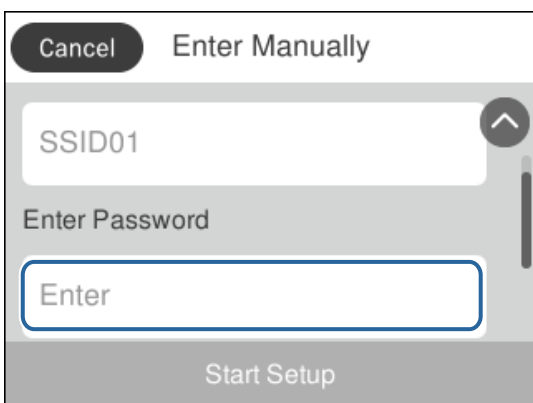 Cancel Enter Manually
SSID01
Enter Password
Enter
Start Setup